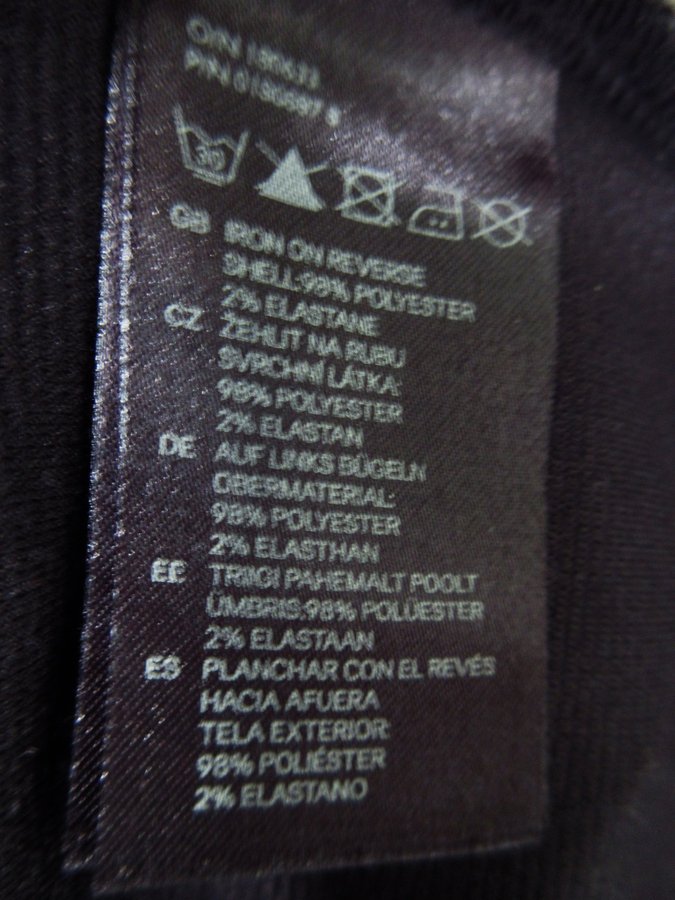 O/N
P/N
30
GB IRON ON REVERSE
SHELL:98% POLYESTER
2% ELASTANE
CZ ŽEHLIT NA RUBU
SVRCHNÍ LÁTKA:
98% POLYESTER
2% ELASTAN
DE AUF LINKS BÜGELN
OBERMATERIAL:
98% POLYESTER
2% ELASTHAN
EE TRIIGI PAHEMALT POOLT
ÜMBRIS:98% POLÜESTER
2% ELASTAAN
ES PLANCHAR CON EL REVÉS
HACIA AFUERA
TELA EXTERIOR:
98% POLIÉSTER
2% ELASTANO